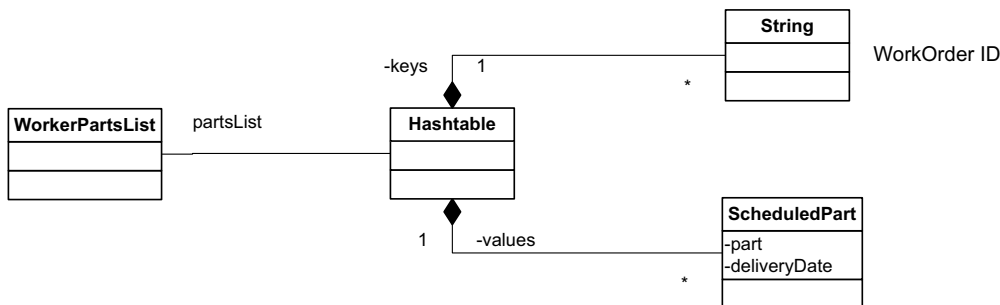 String
WorkOrder ID
-keys
1
*
WorkerPartsList
partsList
Hashtable
ScheduledPart
-part
-deliveryDate
1
-values
*